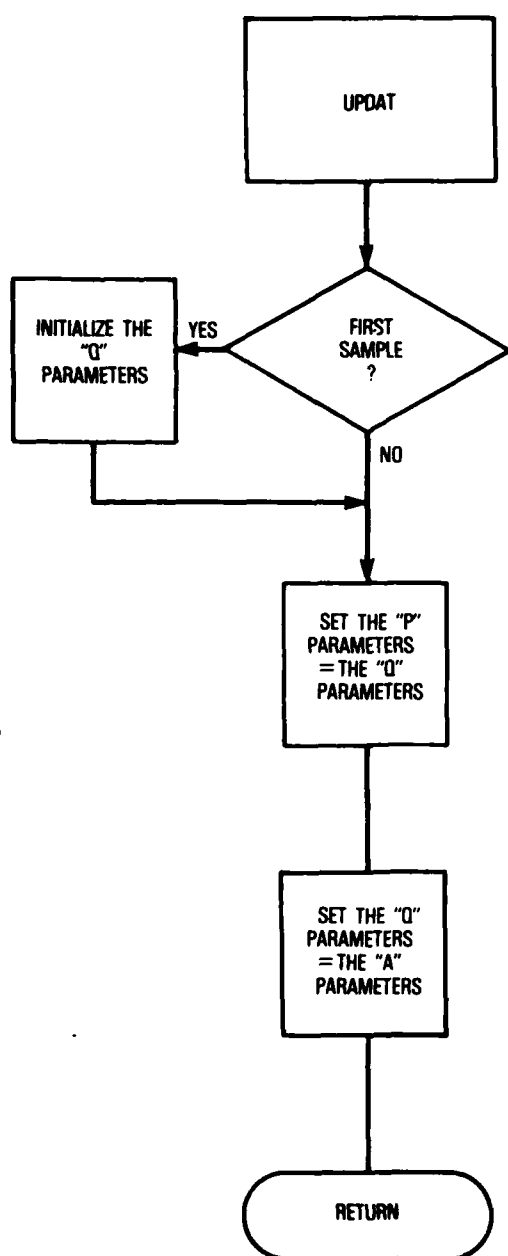 UPDAT
FIRST
SAMPLE
?
YES
INITIALIZE THE
"Q"
PARAMETERS
NO
SET THE "P"
PARAMETERS
=THE "Q"
PARAMETERS
SET THE "Q"
PARAMETERS
=THE "A"
PARAMETERS
RETURN